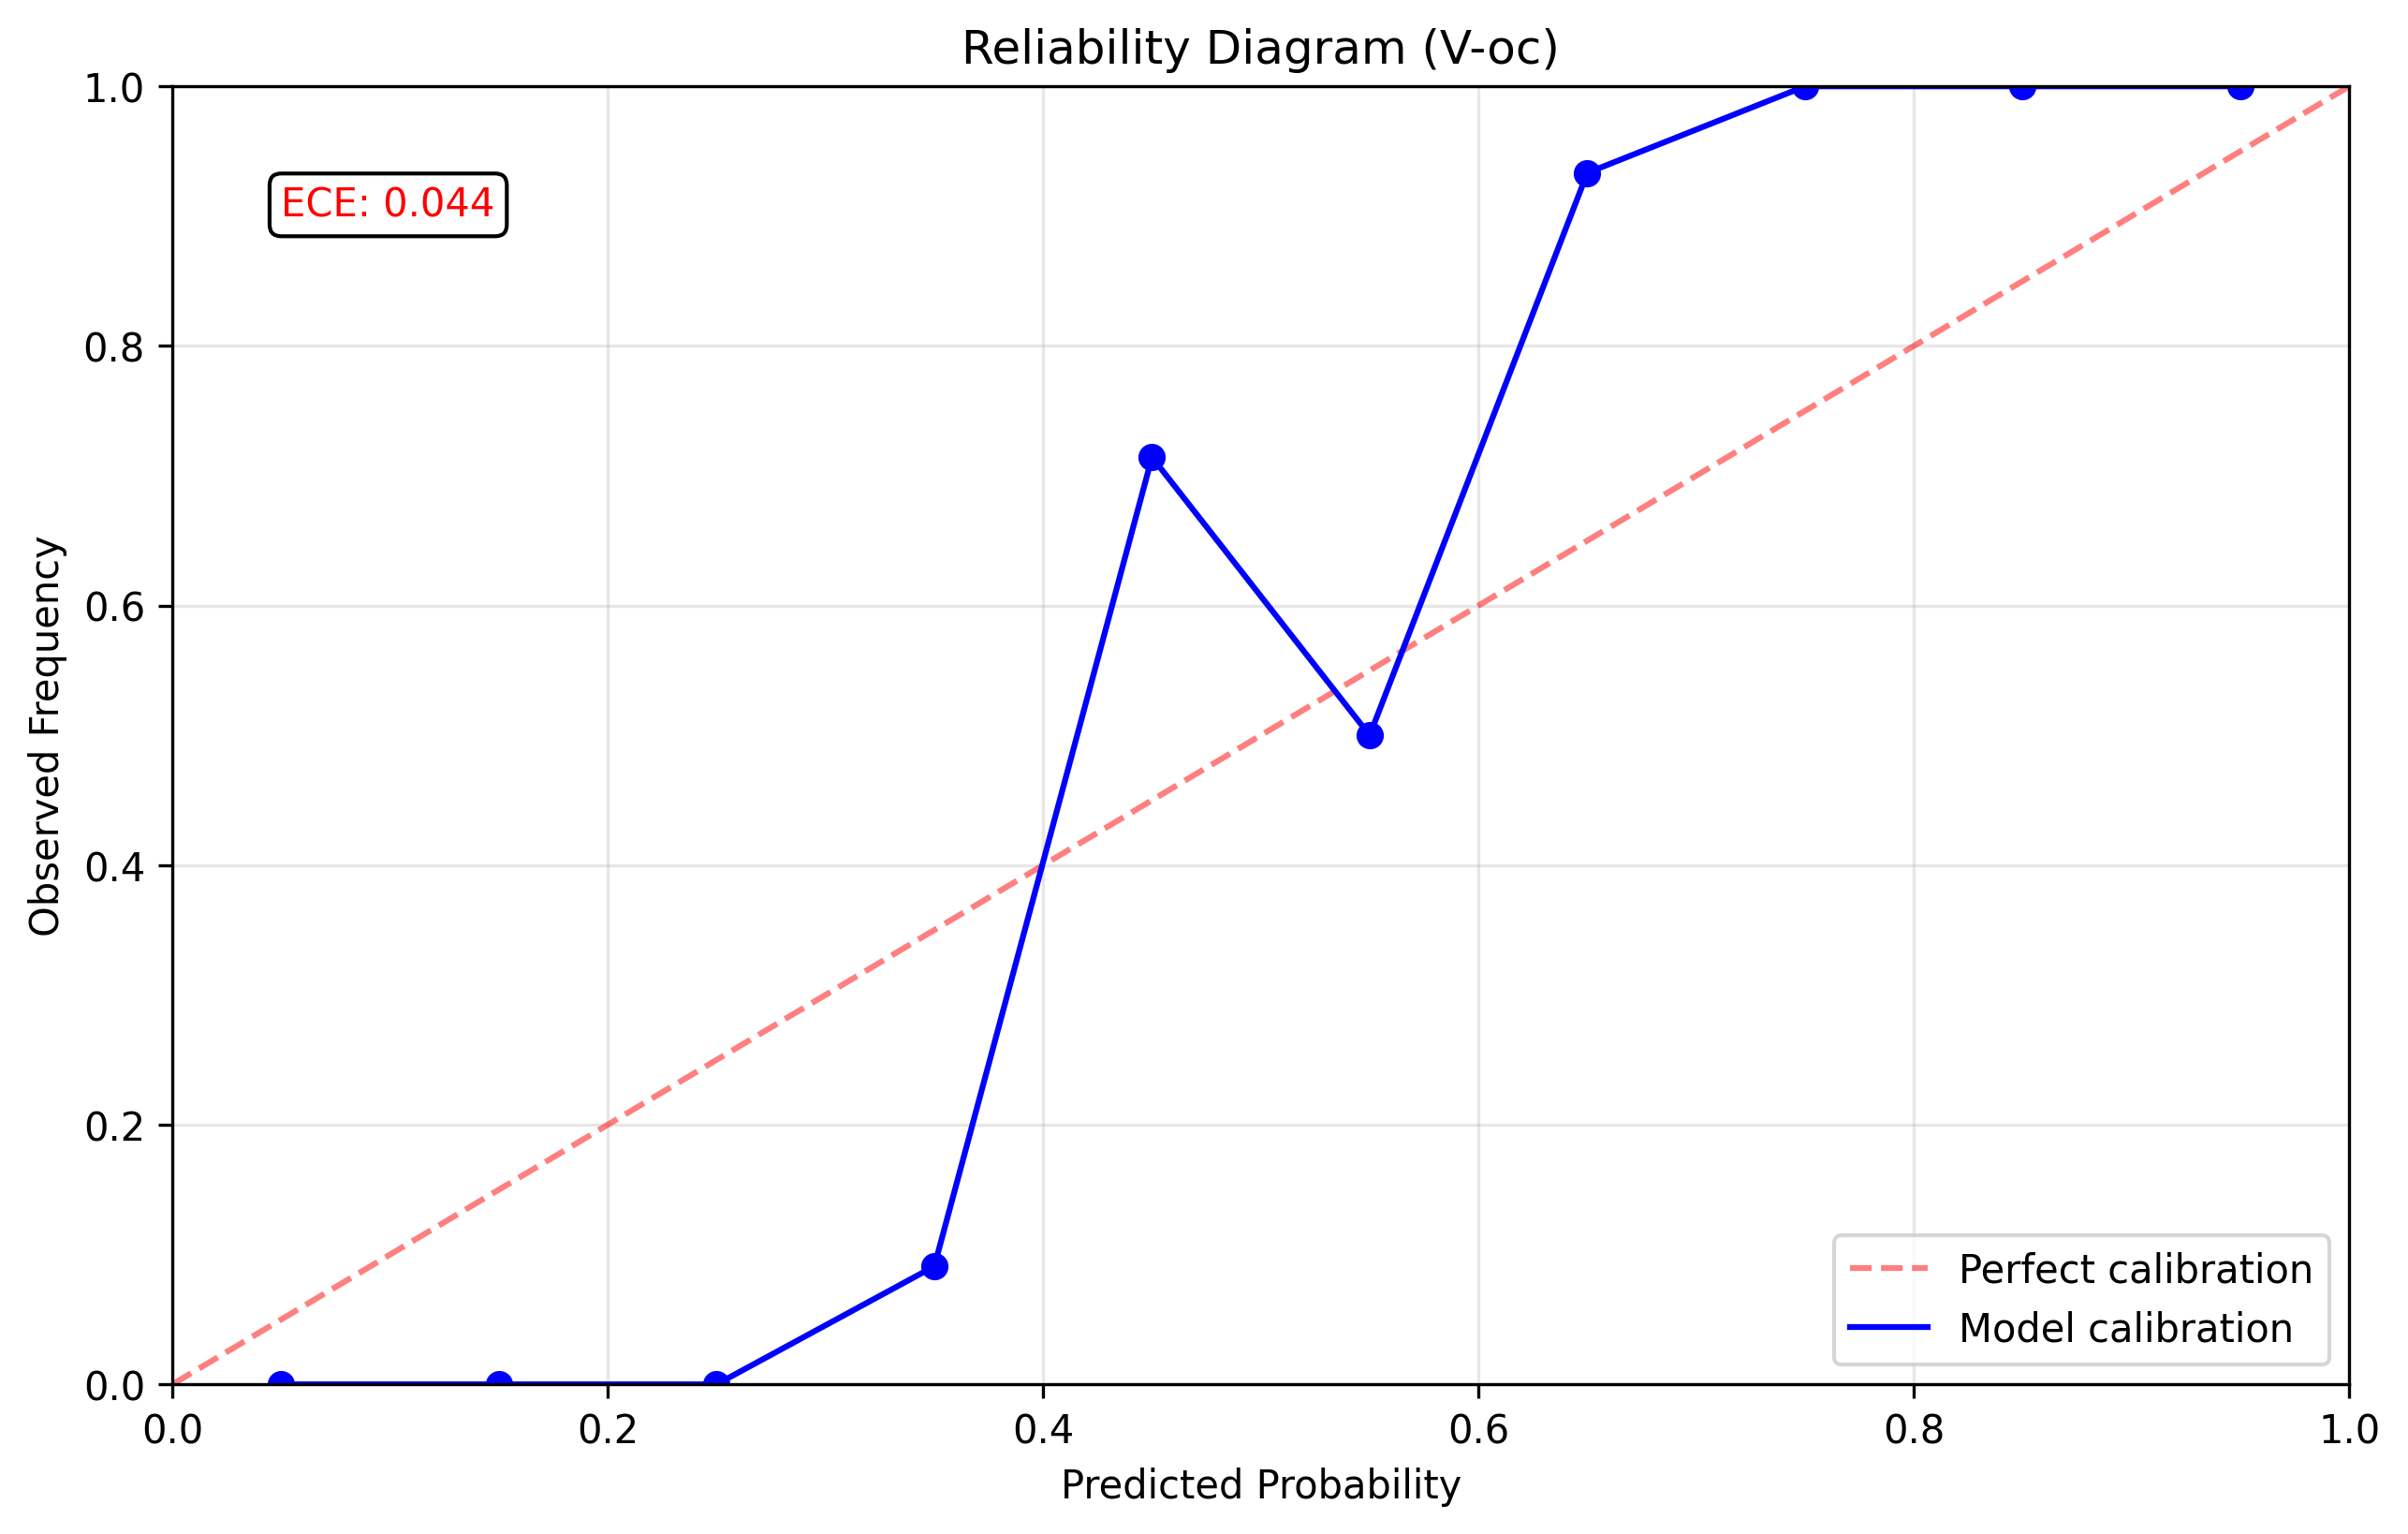 Reliability Diagram (V-oc)
1.0
0.8
0.6
0.4
0.2
0.0
Observed Frequency
ECE: 0.044
Perfect calibration
Model calibration
0.0 0.2 0.4 0.6 0.8 1.0
Predicted Probability